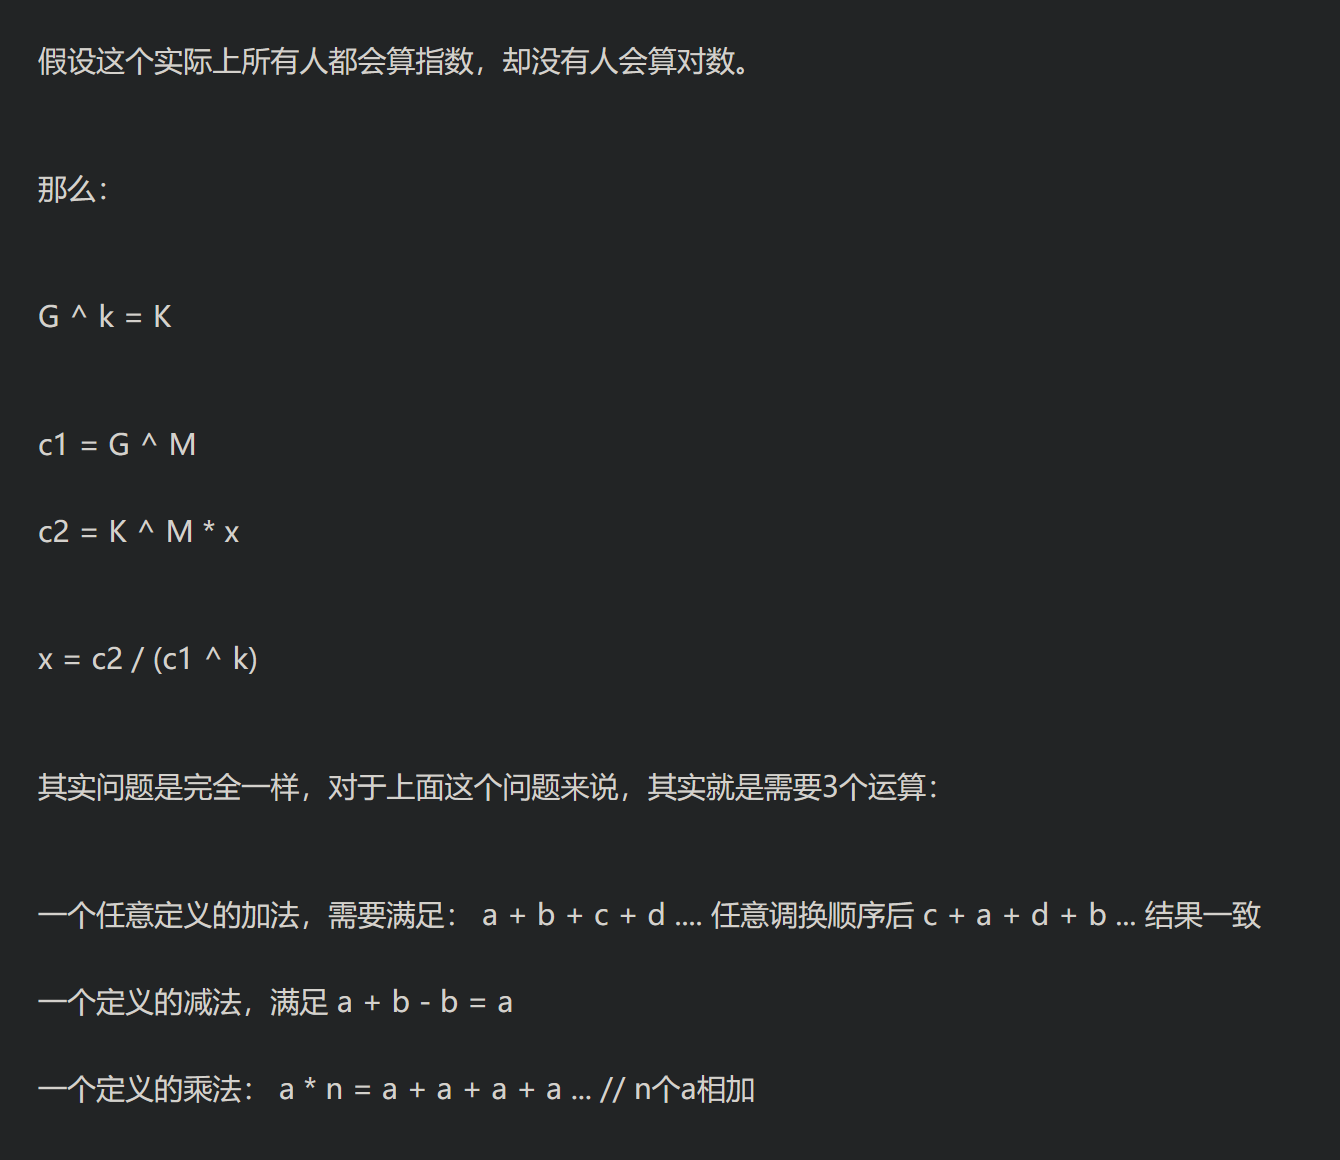 假设这个实际上所有人都会算指数，却没有人会算对数。
那么：
G ^ k = K
c1 = G ^ M
c2 = K ^ M * x
x = c2 / (c1 ^ k)
其实问题是完全一样，对于上面这个问题来说，其实就是需要3个运算：
一个任意定义的加法，需要满足： a + b + c + d .... 任意调换顺序后 c + a + d + b ... 结果一致
一个定义的减法，满足 a + b - b = a
一个定义的乘法： a * n = a + a + a + a ... // n个a相加